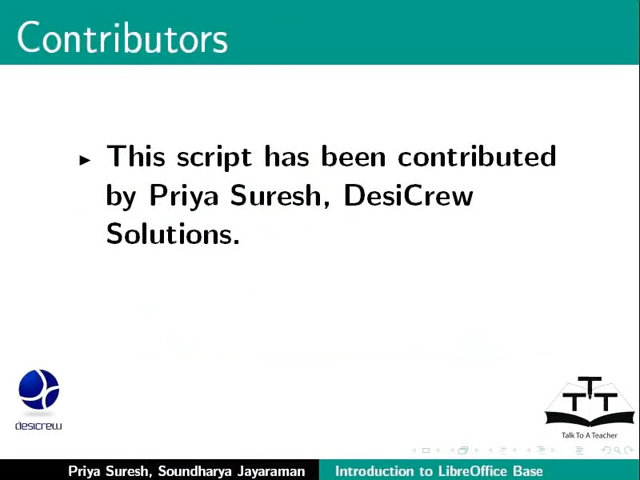 Contributors
This script has been contributed
by Priya Suresh, DesiCrew
Solutions.
desicrew
TTT
Talk To A Teacher
Priya Suresh, Soundharya Jayaraman
Introduction to LibreOffice Base